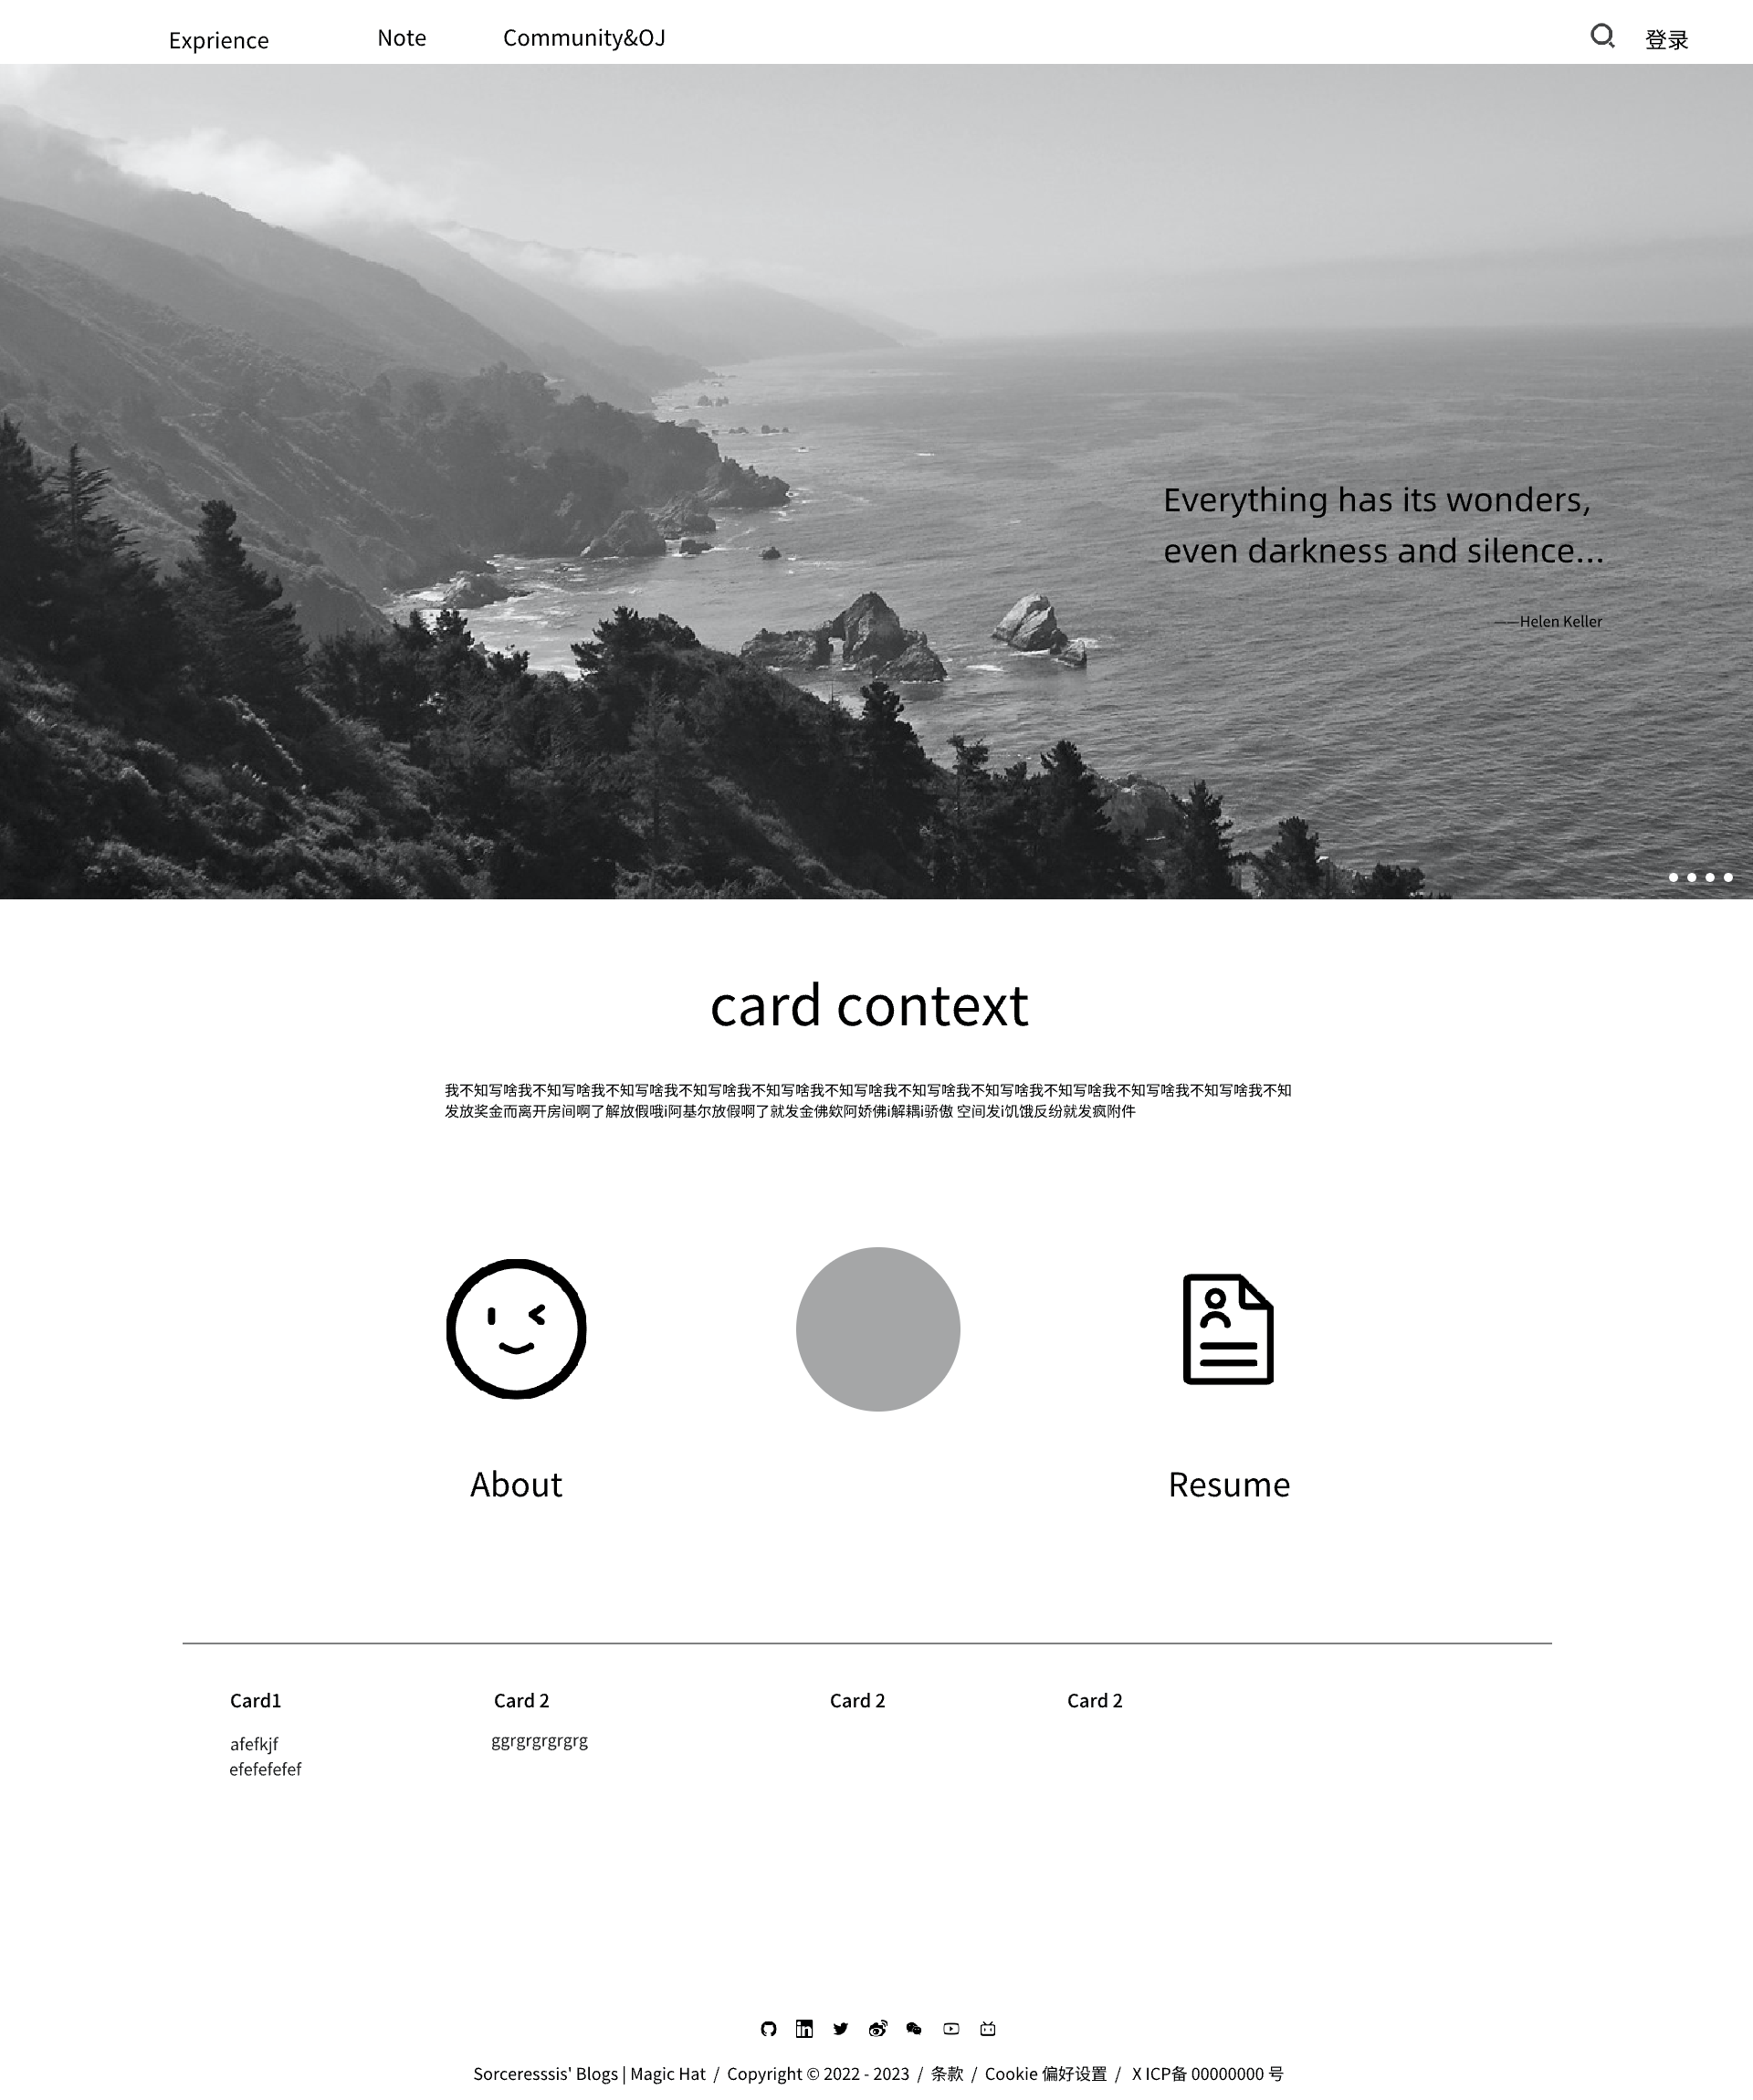 Exprience
Note
Community&OJ
登录
Everything has its wonders,
even darkness and silence...
——Helen Keller
card context
我不知写啥我不知写啥我不知写啥我不知写啥我不知写啥我不知写啥我不知写啥我不知写啥我不知写啥我不知写啥我不知写啥我不知
发放奖金而离开房间啊了解放假哦i阿基尔放假啊了就发金佛欸阿娇佛i解耦i骄傲 空间发i饥饿反纷就发疯附件
About
Resume
Card1
Card 2
Card 2
Card 2
afefkjf
ggrgrgrgrgrg
efefefefef
in
Sorceresssis' Blogs | Magic Hat / Copyright © 2022 - 2023 / 条款 / Cookie 偏好设置 / X ICP备 00000000 号